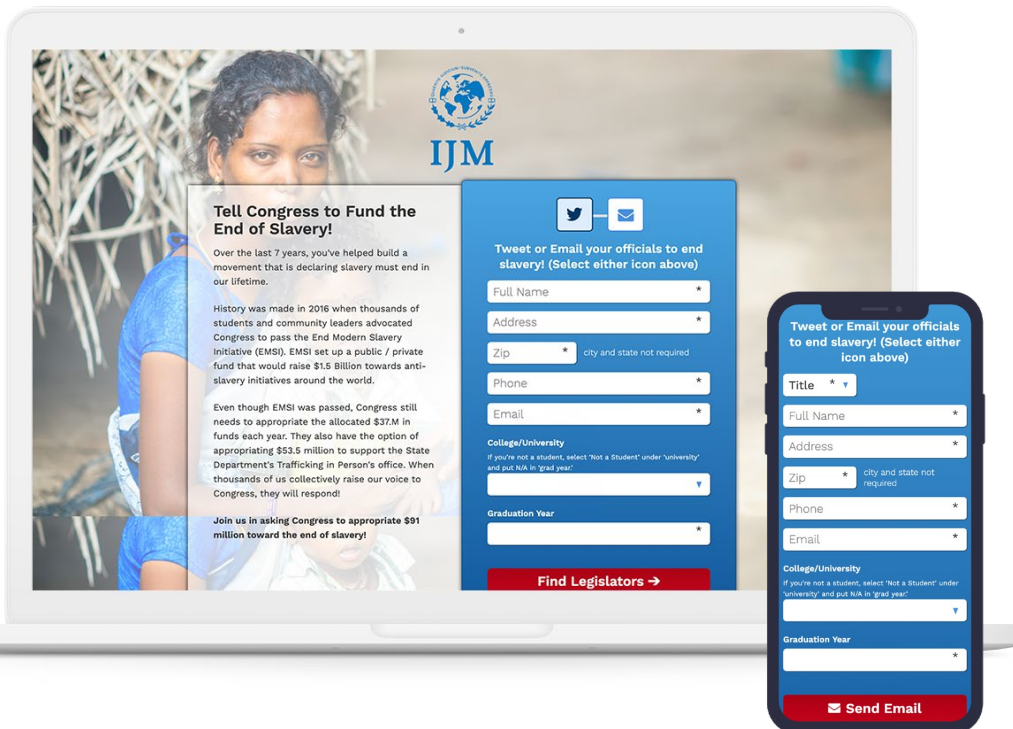 IJM
Tell Congress to Fund the
End of Slavery!
Over the last 7 years, you've helped build a
movement that is declaring slavery must end in
our lifetime.
History was made in 2016 when thousands of
students and community leaders advocated
Congress to pass the End Modern Slavery
Initiative (EMSI). EMSI set up a public / private
fund that would raise $1.5 Billion towards anti-
slavery initiatives around the world.
Even though EMSI was passed, Congress still
needs to appropriate the allocated $37.M in
funds each year. They also have the option of
appropriating $53.5 million to support the State
Department's Trafficking in Person's office. When
thousands of us collectively raise our voice to
Congress, they will respond!
Join us in asking Congress to appropriate $91
million toward the end of slavery!
Tweet or Email your officials to end
slavery! (Select either icon above)
Full Name *
Address *
Zip * city and state not required
Phone *
Email *
College/University
If you're not a student, select 'Not a Student' under 'university'
and put N/A in 'grad year.'
Graduation Year
*
Find Legislators →
Tweet or Email your officials
to end slavery! (Select either
icon above)
Title * ▼
Full Name *
Address *
Zip * city and state not
required
Phone *
Email *
College/University
If you're not a student, select 'Not a Student' under
'university' and put N/A in 'grad year.'
Graduation Year
*
Send Email